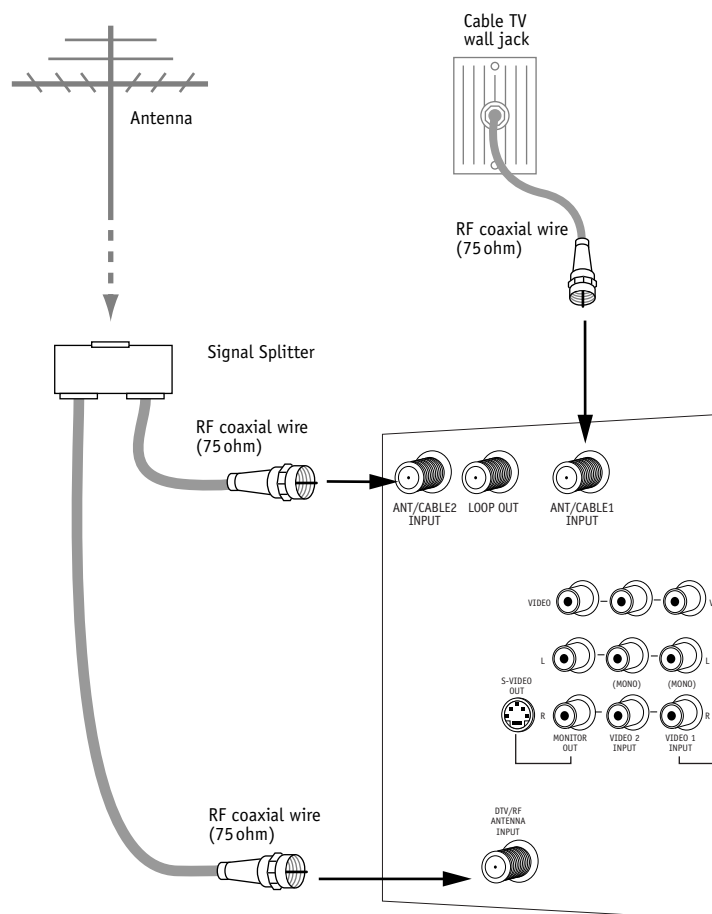 Cable TV
wall jack
Antenna
RF coaxial wire
(75 ohm)
Signal Splitter
RF coaxial wire
(75 ohm)
ANT/CABLE2
INPUT
LOOP OUT
ANT/CABLE1
INPUT
VIDEO
V
L
L
S-VIDEO
OUT
(MONO)
(MONO)
R
R
MONITOR
OUT
VIDEO 2
INPUT
VIDEO 1
INPUT
DTV/RF
ANTENNA
INPUT
RF coaxial wire
(75 ohm)